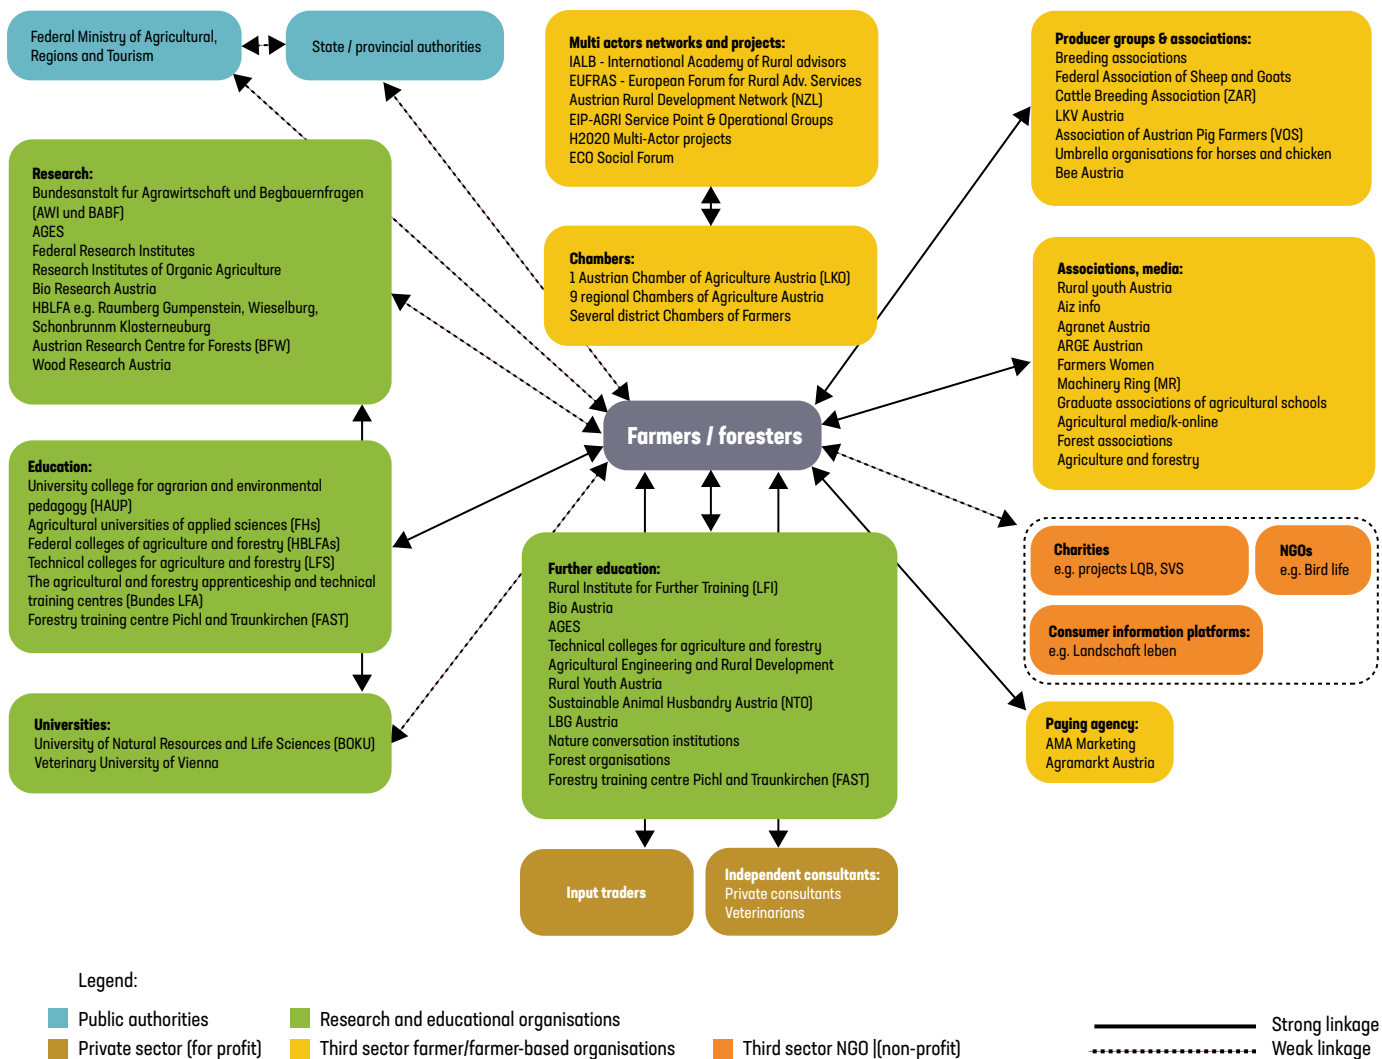 Federal Ministry of Agricultural,
Regions and Tourism
State / provincial authorities
Multi actors networks and projects:
IALB - International Academy of Rural advisors
EUFRAS - European Forum for Rural Adv. Services
Austrian Rural Development Network (NZL)
EIP-AGRI Service Point & Operational Groups
H2020 Multi-Actor projects
ECO Social Forum
Producer groups & associations:
Breeding associations
Federal Association of Sheep and Goats
Cattle Breeding Association (ZAR)
LKV Austria
Association of Austrian Pig Farmers (VOS)
Umbrella organisations for horses and chicken
Bee Austria
Research:
Bundesanstalt fur Agrawirtschaft und Begbauernfragen
(AWI und BABF)
AGES
Federal Research Institutes
Research Institutes of Organic Agriculture
Bio Research Austria
HBLFA e.g. Raumberg Gumpenstein, Wieselburg,
Schonbrunnm Klosterneuburg
Austrian Research Centre for Forests (BFW)
Wood Research Austria
Chambers:
1 Austrian Chamber of Agriculture Austria (LKO)
9 regional Chambers of Agriculture Austria
Several district Chambers of Farmers
Associations, media:
Rural youth Austria
Aiz info
Agranet Austria
ARGE Austrian
Farmers Women
Machinery Ring (MR)
Graduate associations of agricultural schools
Agricultural media/k-online
Forest associations
Agriculture and forestry
Farmers / foresters
Education:
University college for agrarian and environmental
pedagogy (HAUP)
Agricultural universities of applied sciences (FHs)
Federal colleges of agriculture and forestry (HBLFAs)
Technical colleges for agriculture and forestry (LFS)
The agricultural and forestry apprenticeship and technical
training centres (Bundes LFA)
Forestry training centre Pichl and Traunkirchen (FAST)
Further education:
Rural Institute for Further Training (LFI)
Bio Austria
AGES
Technical colleges for agriculture and forestry
Agricultural Engineering and Rural Development
Rural Youth Austria
Sustainable Animal Husbandry Austria (NTO)
LBG Austria
Nature conversation institutions
Forest organisations
Forestry training centre Pichl and Traunkirchen (FAST)
Charities
e.g. projects LQB, SVS
NGOs
e.g. Bird life
Consumer information platforms:
e.g. Landschaft leben
Universities:
University of Natural Resources and Life Sciences (BOKU)
Veterinary University of Vienna
Paying agency:
AMA Marketing
Agramarkt Austria
Input traders
Independent consultants:
Private consultants
Veterinarians
Legend:
Public authorities
Research and educational organisations
Private sector (for profit)
Third sector farmer/farmer-based organisations
Third sector NGO |(non-profit)
Strong linkage
Weak linkage